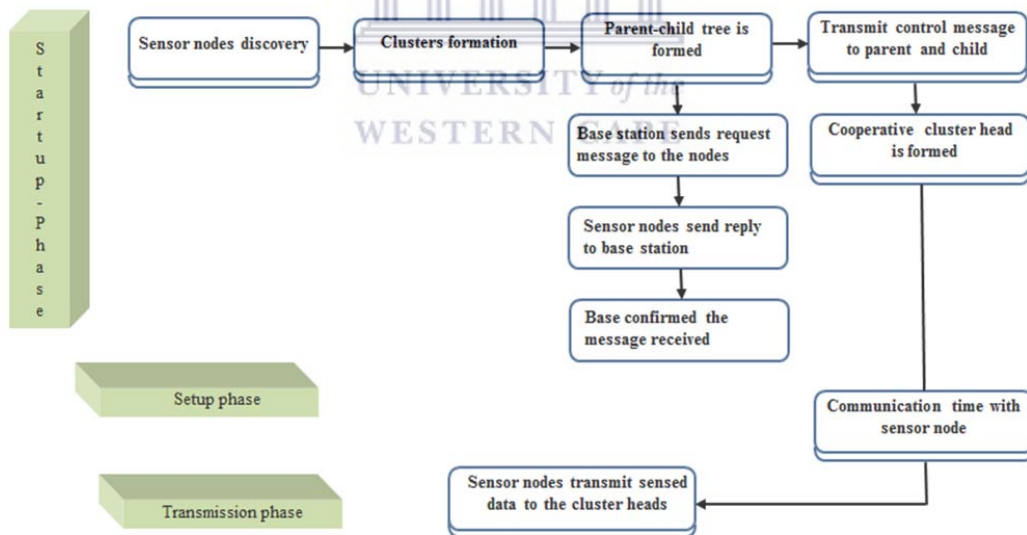 Startup-Phase
Sensor nodes discovery
Clusters formation
Parent-child tree is
formed
Transmit control message
to parent and child
UNIVERSITY of the
WESTERN CAPE
Base station sends request
message to the nodes
Cooperative cluster head
is formed
Sensor nodes send reply
to base station
Base confirmed the
message received
Setup phase
Communication time with
sensor node
Transmission phase
Sensor nodes transmit sensed
data to the cluster heads